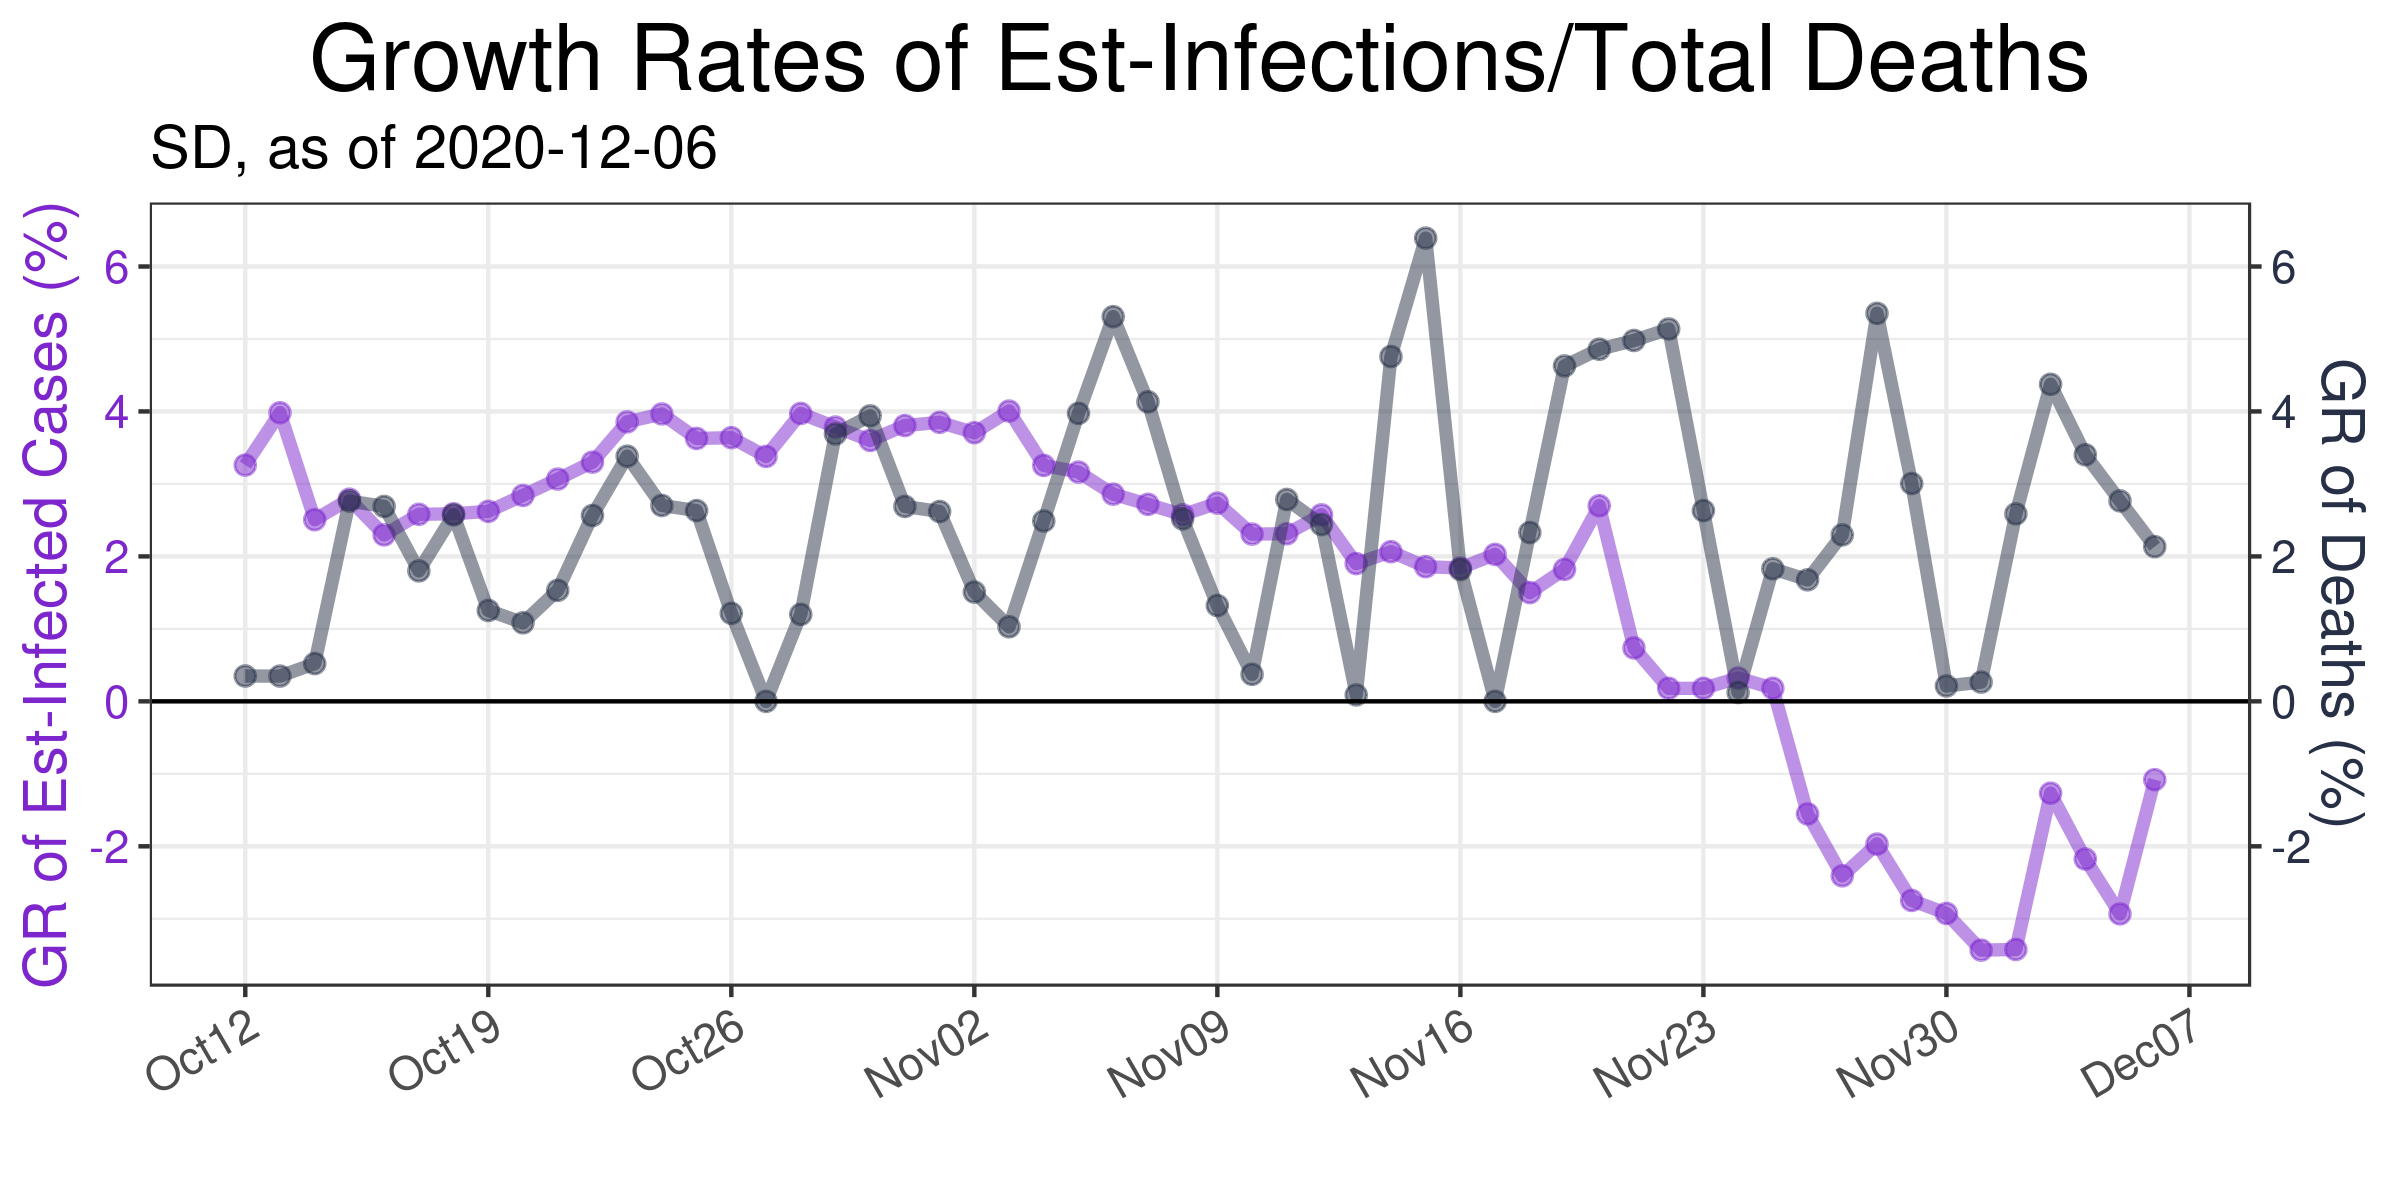 Growth Rates of Est-Infections/Total Deaths
SD, as of 2020-12-06
GR of Est-Infected Cases (%)
6
4
2
0
-2
6
4
2
0
-2
GR of Deaths (%)
Oct12
Oct19
Oct26
Nov02
Nov09
Nov16
Nov23
Nov30
Dec07